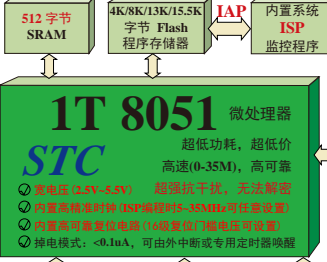 512 字节
SRAM
4K/8K/13K/15.5K
字节 Flash
程序存储器
IAP
内置系统
ISP
监控程序
1T 8051 微处理器
超低功耗，超低价
STC 高速(0-35M)，高可靠
宽电压(2.5V~5.5V) 超强抗干扰，无法解密
内置高精准时钟(ISP编程时5~35MHz可任意设置)
内置高可靠复位电路(16级复位门槛电压可设置)
掉电模式：<0.1uA，可由外中断或专用定时器唤醒